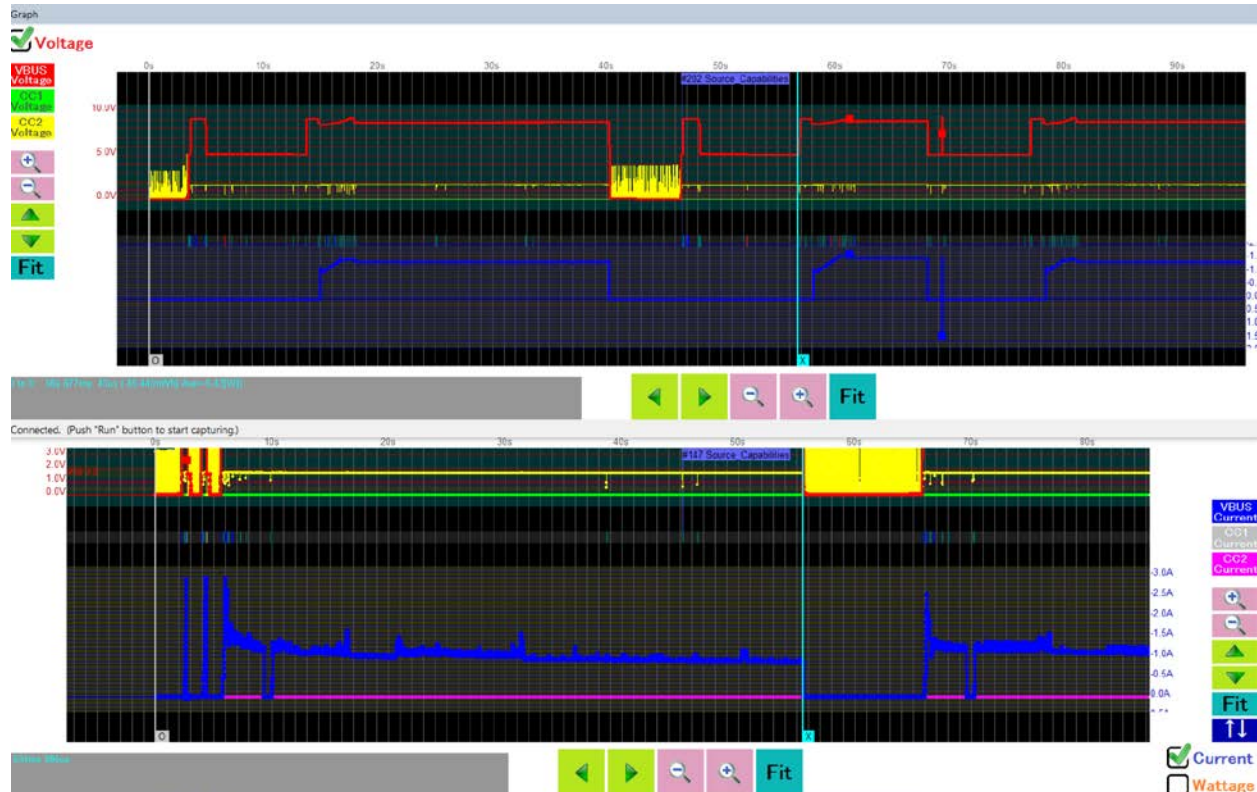 Graph
Voltage
VBUS
Voltage
CC1
Voltage
CC2
Voltage
0s 10s 20s 30s 40s 50s 60s 70s 80s 90s
#202 Source_Capabilities
10.0V
5.0V
0.0V
Fit
O
X
Fit
Connected. (Push "Run" button to start capturing.)
0s 10s 20s 30s 40s 50s 60s 70s 80s
#147 Source_Capabilities
3.0V
2.0V
1.0V
0.0V
VBUS
Current
CC1
Current
CC2
Current
-3.0A
-2.5A
-2.0A
-1.5A
-1.0A
-0.5A
0.0A
Fit
O
X
Fit
Current
Wattage